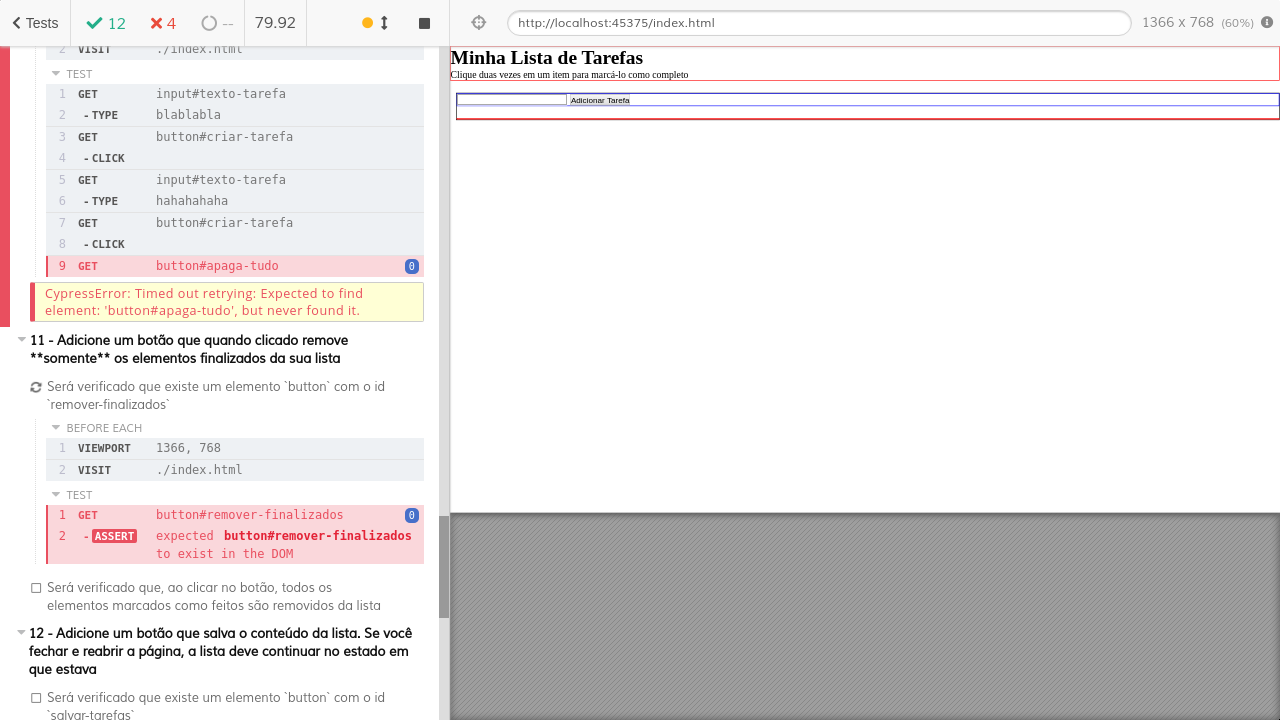 Tests 12 4 -- 79.92 http://localhost:45375/index.html 1366 x 768 (60%)
2 VISIT ./index.html
TEST
1 GET input#texto-tarefa
2 -TYPE blablabla
3 GET button#criar-tarefa
4 -CLICK
5 GET input#texto-tarefa
6 -TYPE hahahahaha
7 GET button#criar-tarefa
8 -CLICK
9 GET button#apaga-tudo 0
CypressError: Timed out retrying: Expected to find
element: 'button#apaga-tudo', but never found it.
11 - Adicione um botão que quando clicado remove
**somente** os elementos finalizados da sua lista
Será verificado que existe um elemento `button` com o id
`remover-finalizados`
BEFORE EACH
1 VIEWPORT 1366, 768
2 VISIT ./index.html
TEST
1 GET button#remover-finalizados 0
2 -ASSERT expected button#remover-finalizados
to exist in the DOM
Será verificado que, ao clicar no botão, todos os
elementos marcados como feitos são removidos da lista
12 - Adicione um botão que salva o conteúdo da lista. Se você
fechar e reabrir a página, a lista deve continuar no estado em
que estava
Será verificado que existe um elemento `button` com o id
`salvar-tarefas`
Minha Lista de Tarefas
Clique duas vezes em um item para marcá-lo como completo
Adicionar Tarefa